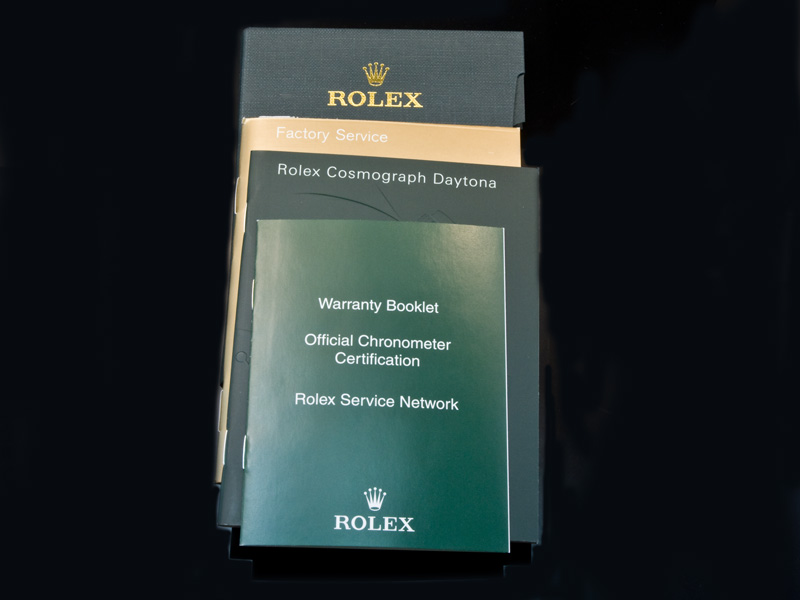 ROLEX
Factory Service
Rolex Cosmograph Daytona
Warranty Booklet
Official Chronometer
Certification
Rolex Service Network
ROLEX